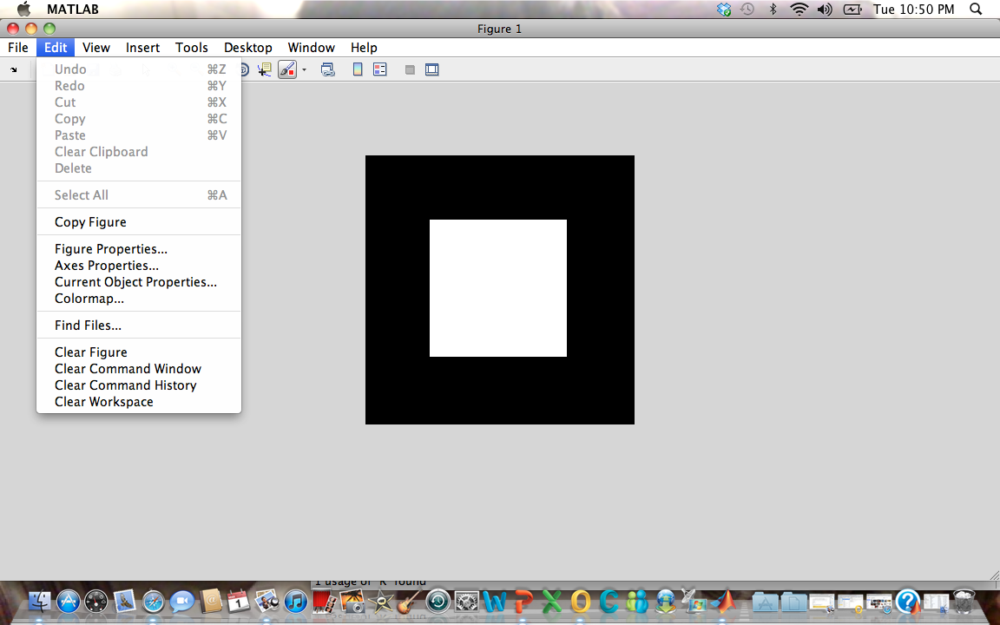 MATLAB Tue 10:50 PM
Figure 1
File Edit View Insert Tools Desktop Window Help
Undo ⌘Z
Redo ⌘Y
Cut ⌘X
Copy ⌘C
Paste ⌘V
Clear Clipboard
Delete
Select All ⌘A
Copy Figure
Figure Properties...
Axes Properties...
Current Object Properties...
Colormap...
Find Files...
Clear Figure
Clear Command Window
Clear Command History
Clear Workspace
1 usage of "K" found